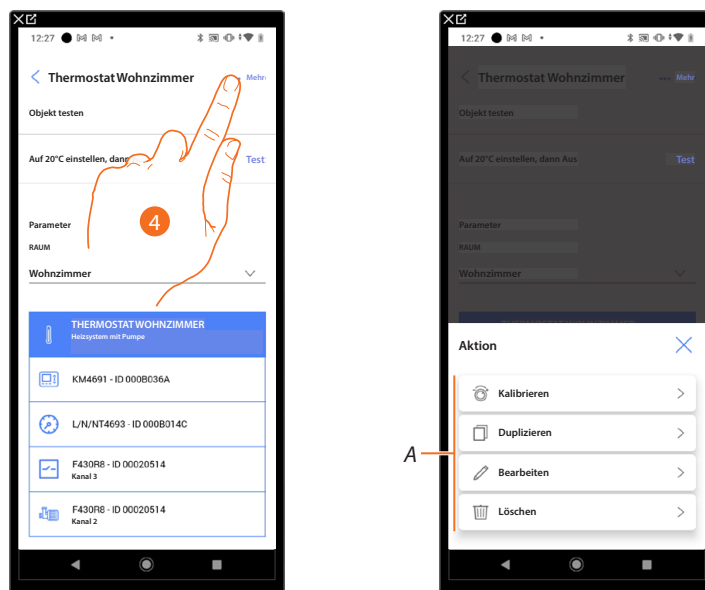 12:27
Thermostat Wohnzimmer
Mehr
Objekt testen
Auf 20°C einstellen, dann
Test
4
Parameter
RAUM
Wohnzimmer
THERMOSTAT WOHNZIMMER
Heizsystem mit Pumpe
KM4691 - ID 000B036A
L/N/NT4693 - ID 000B014C
F430R8 - ID 00020514
Kanal 3
F430R8 - ID 00020514
Kanal 2
12:27
Thermostat Wohnzimmer
Mehr
Objekt testen
Auf 20°C einstellen, dann Aus
Test
Parameter
RAUM
Wohnzimmer
Aktion
A
Kalibrieren
Duplizieren
Bearbeiten
Löschen